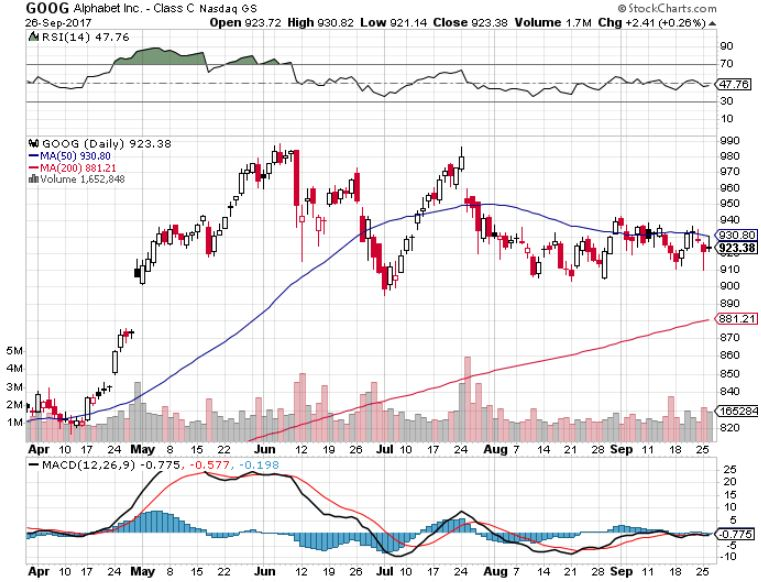 GOOG Alphabet Inc. - Class C Nasdaq GS © StockCharts.com
26-Sep-2017 Open 923.72 High 930.82 Low 921.14 Close 923.38 Volume 1.7M Chg +2.41 (+0.26%)
RSI(14) 47.76
90
70
50
47.76
30
10
GOOG (Daily) 923.38
MA(50) 930.80
MA(200) 881.21
Volume 1,652,848
990
980
970
960
950
940
930.80
923.38
910
900
890
881.21
870
860
850
840
165284
820
5M
4M
3M
2M
1M
Apr 10 17 24 May 8 15 22 Jun 12 19 26 Jul 10 17 24 Aug 7 14 21 Sep 11 18 25
MACD(12,26,9) -0.775, -0.577, -0.198
25
20
15
10
5
-0.775
-5
-10
Apr 10 17 24 May 8 15 22 Jun 12 19 26 Jul 10 17 24 Aug 7 14 21 Sep 11 18 25